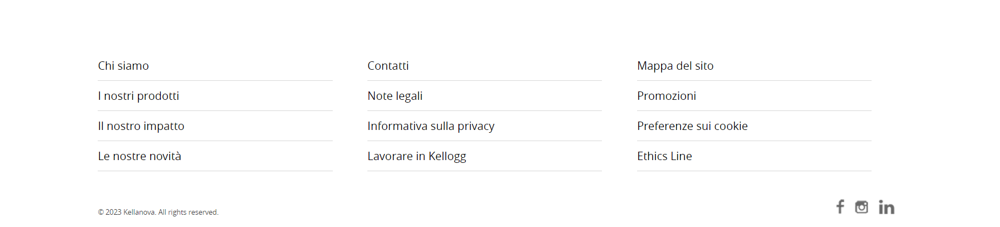 Chi siamo
I nostri prodotti
Il nostro impatto
Le nostre novità
Contatti
Note legali
Informativa sulla privacy
Lavorare in Kellogg
Mappa del sito
Promozioni
Preferenze sui cookie
Ethics Line
© 2023 Kellanova. All rights reserved.